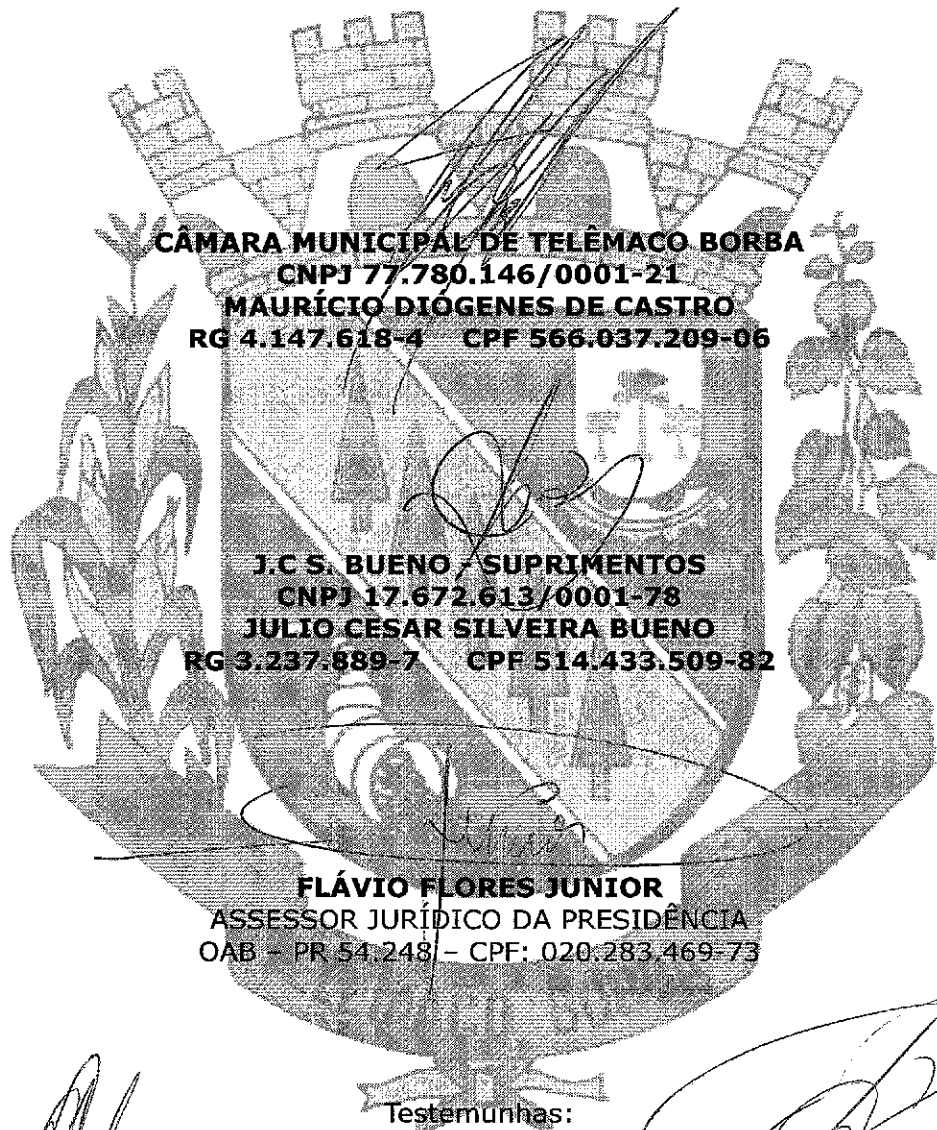 CÂMARA MUNICIPAL DE TELÊMACO BORBA
CNPJ 77.780.146/0001-21
MAURÍCIO DIÓGENES DE CASTRO
RG 4.147.618-4 CPF 566.037.209-06
J.C S. BUENO - SUPRIMENTOS
CNPJ 17.672.613/0001-78
JULIO CESAR SILVEIRA BUENO
RG 3.237.889-7 CPF 514.433.509-82
FLÁVIO FLORES JUNIOR
ASSESSOR JURÍDICO DA PRESIDÊNCIA
OAB – PR 54.248 – CPF: 020.283.469-73
Testemunhas: